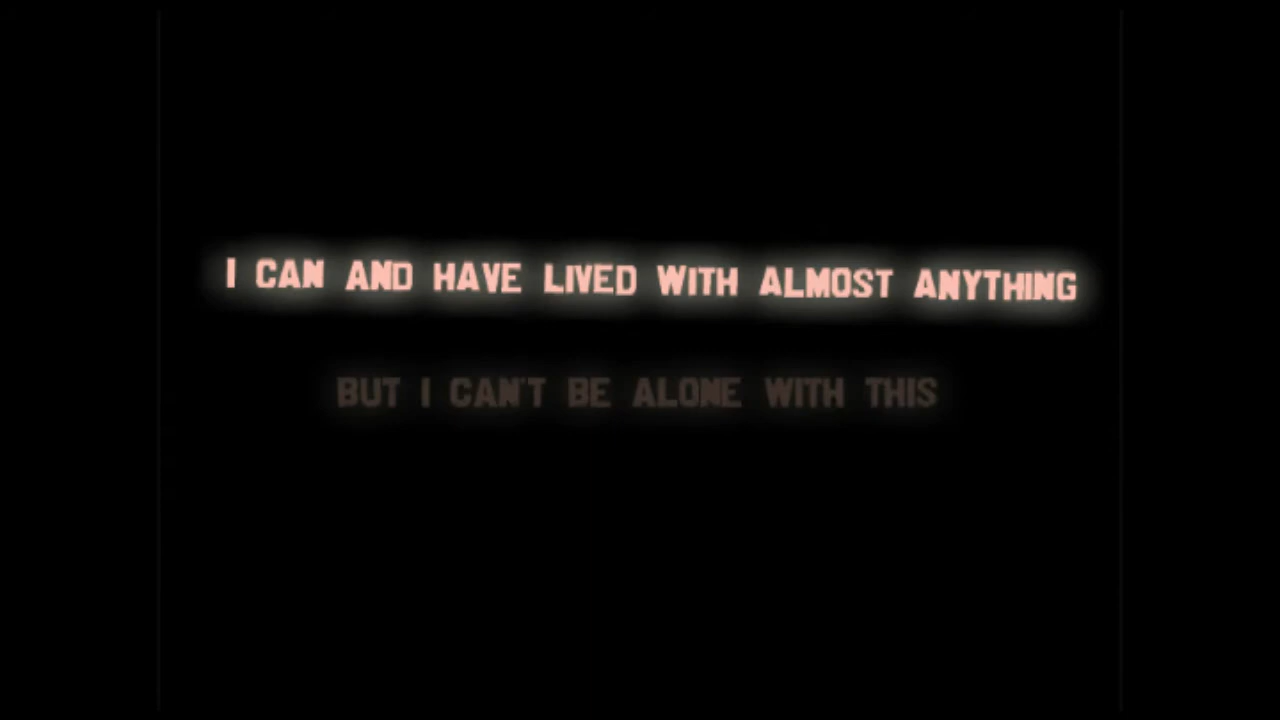 I CAN AND HAVE LIVED WITH ALMOST ANYTHING
BUT I CAN'T BE ALONE WITH THIS